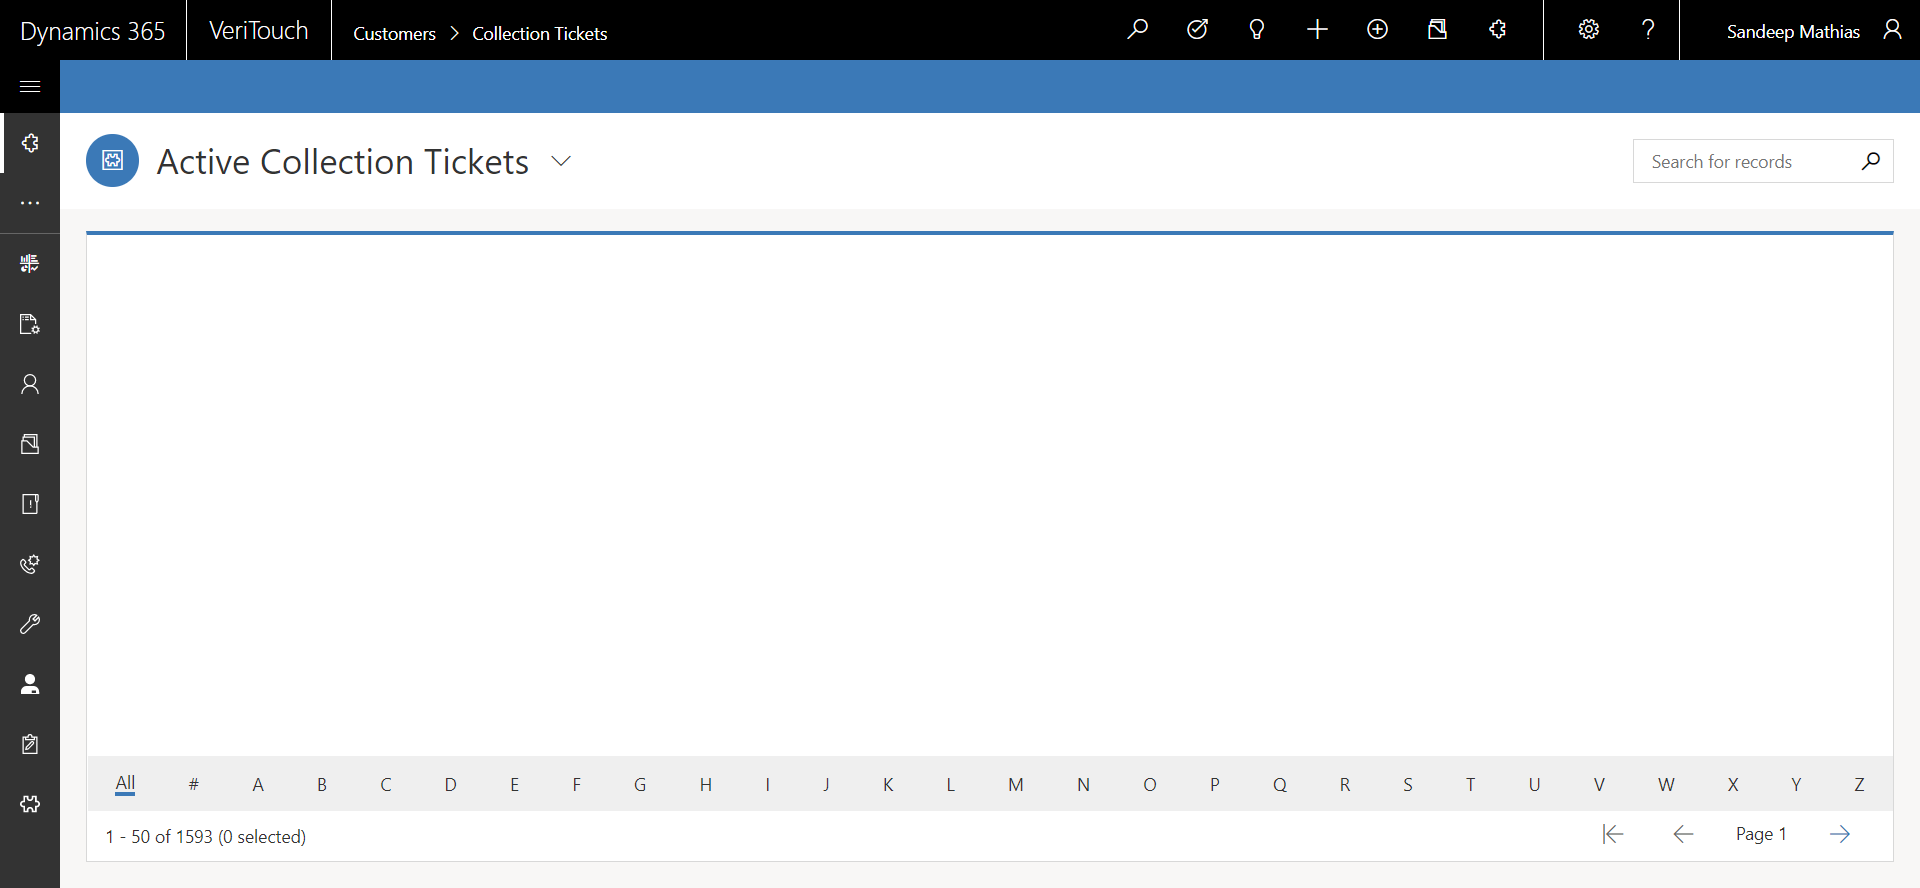 Dynamics 365 VeriTouch Customers > Collection Tickets ? Sandeep Mathias
Active Collection Tickets
Search for records
All # A B C D E F G H I J K L M N O P Q R S T U V W X Y Z
1 - 50 of 1593 (0 selected)
Page 1